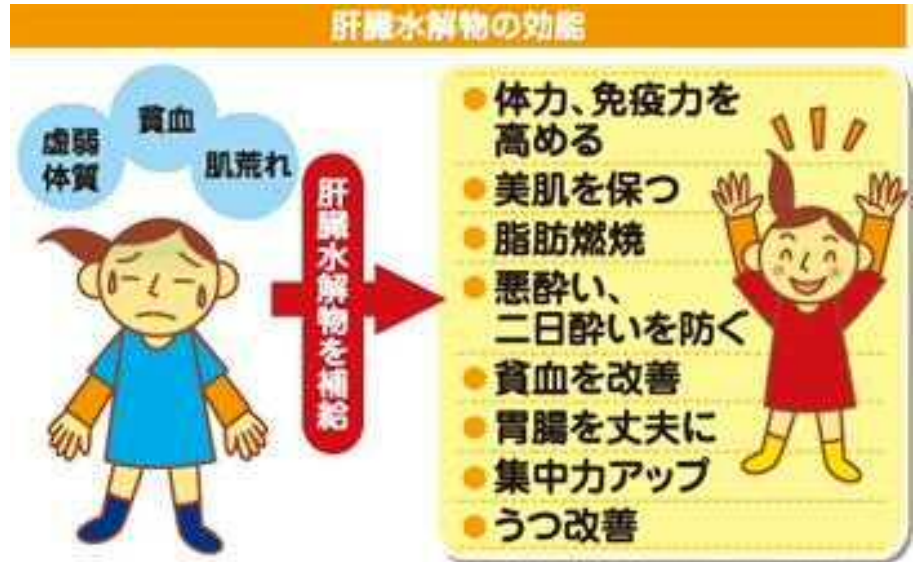 肝臓水解物の効能
虚弱
体質
貧血
肌荒れ
肝臓水解物を補給
体力、免疫力を
高める
美肌を保つ
脂肪燃焼
悪酔い、
二日酔いを防ぐ
貧血を改善
胃腸を丈夫に
集中力アップ
うつ改善